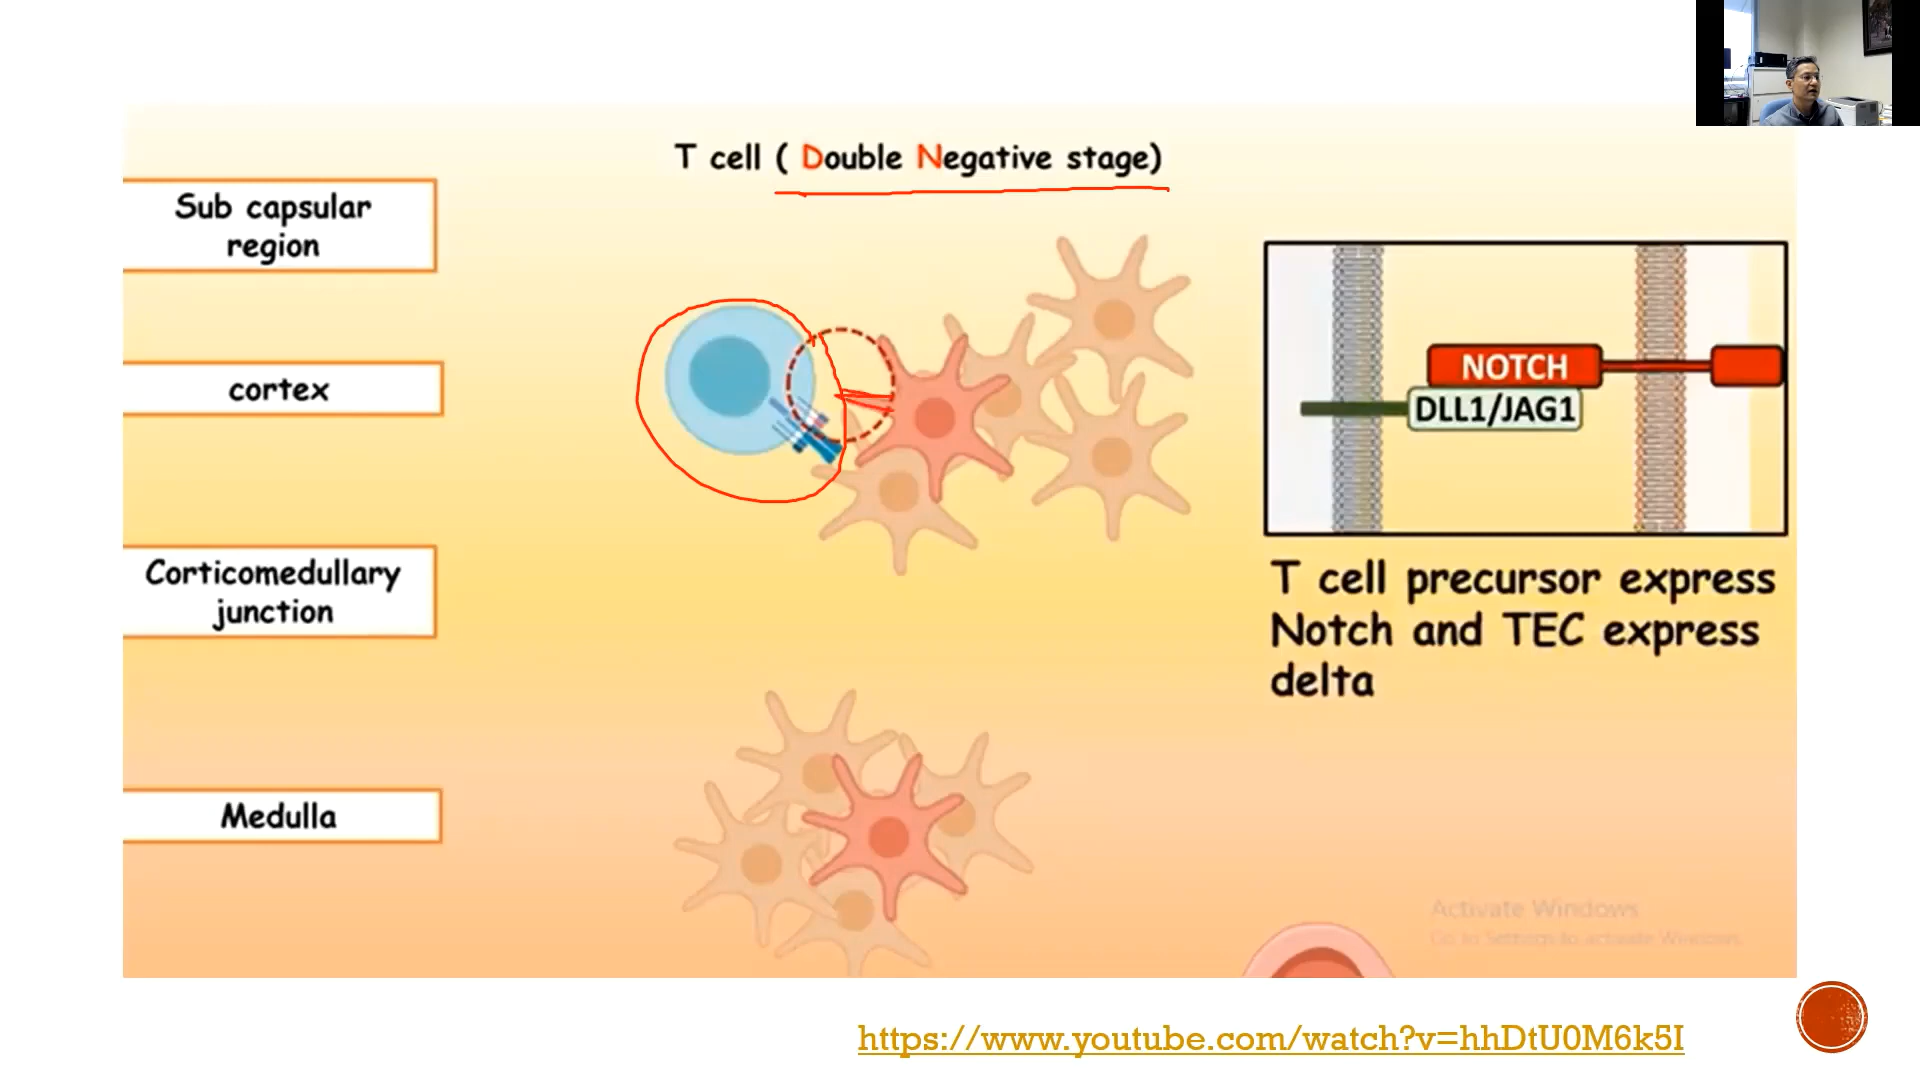 T cell ( Double Negative stage)
Sub capsular
region
cortex
Corticomedullary
junction
Medulla
NOTCH
DLL1/JAG1
T cell precursor express
Notch and TEC express
delta
Activate Windows
Go to Settings to activate Windows.
https://www.youtube.com/watch?v=hhDtU0M6k5I